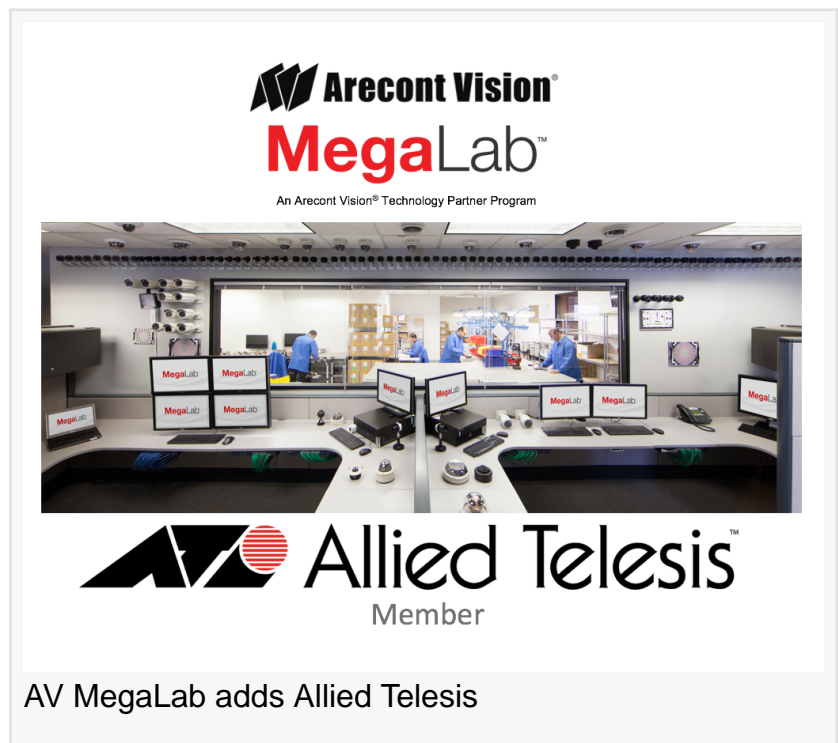 Arecont Vision®
MegaLab™
An Arecont Vision® Technology Partner Program
MegaLab
MegaLab
MegaLab
MegaLab
MegaLab
MegaLab
MegaLab
MegaLab
MegaLab
Allied Telesis™
Member
AV MegaLab adds Allied Telesis